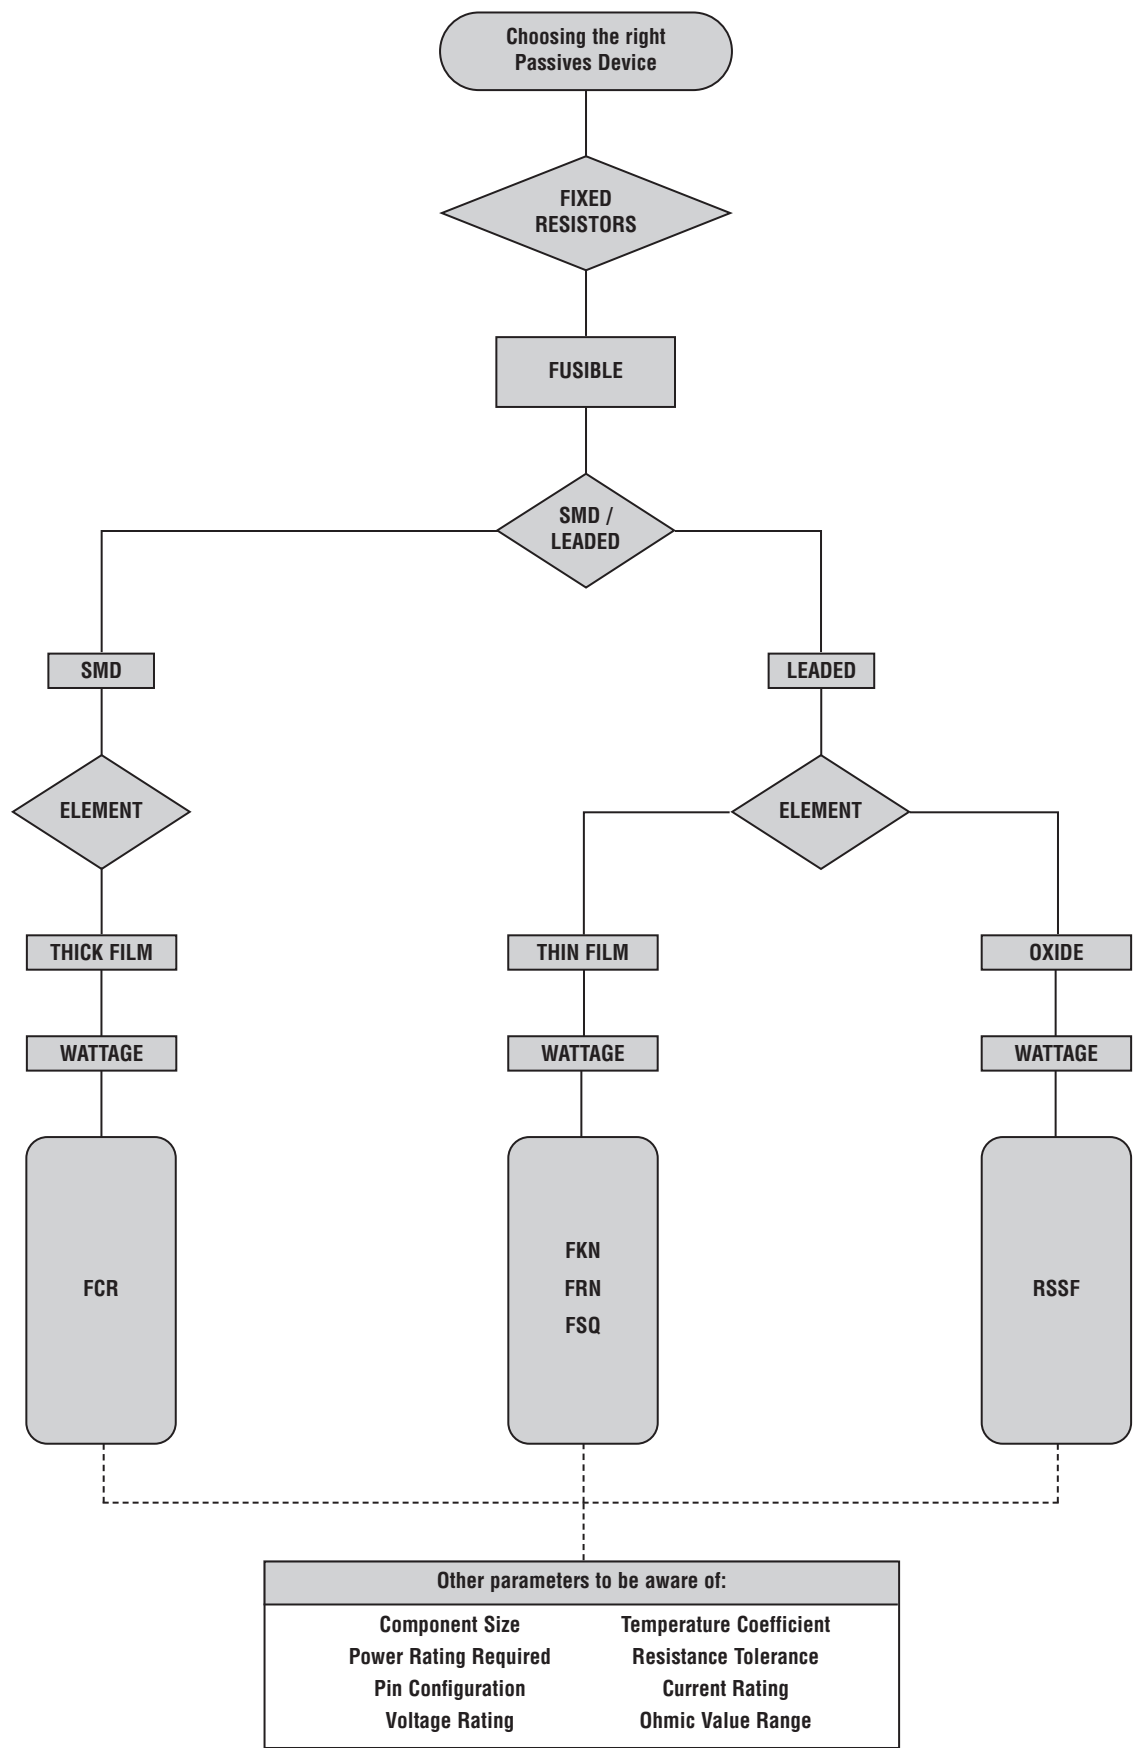 Choosing the right
Passives Device
FIXED
RESISTORS
FUSIBLE
SMD /
LEADED
SMD
LEADED
ELEMENT
ELEMENT
THICK FILM
THIN FILM
OXIDE
WATTAGE
WATTAGE
WATTAGE
FCR
FKN
FRN
FSQ
RSSF
Other parameters to be aware of:
Component Size
Temperature Coefficient
Power Rating Required
Resistance Tolerance
Pin Configuration
Current Rating
Voltage Rating
Ohmic Value Range